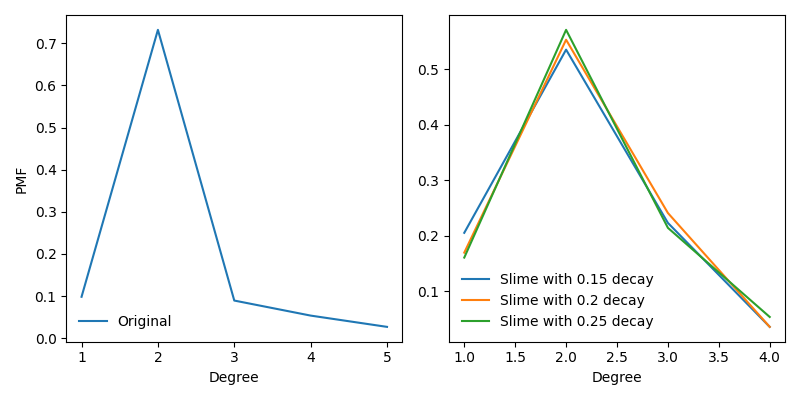 0.7
0.6
0.5
0.4
0.3
0.2
0.1
0.0
PMF
Original
1 2 3 4 5
Degree
0.5
0.4
0.3
0.2
0.1
Slime with 0.15 decay
Slime with 0.2 decay
Slime with 0.25 decay
1.0 1.5 2.0 2.5 3.0 3.5 4.0
Degree